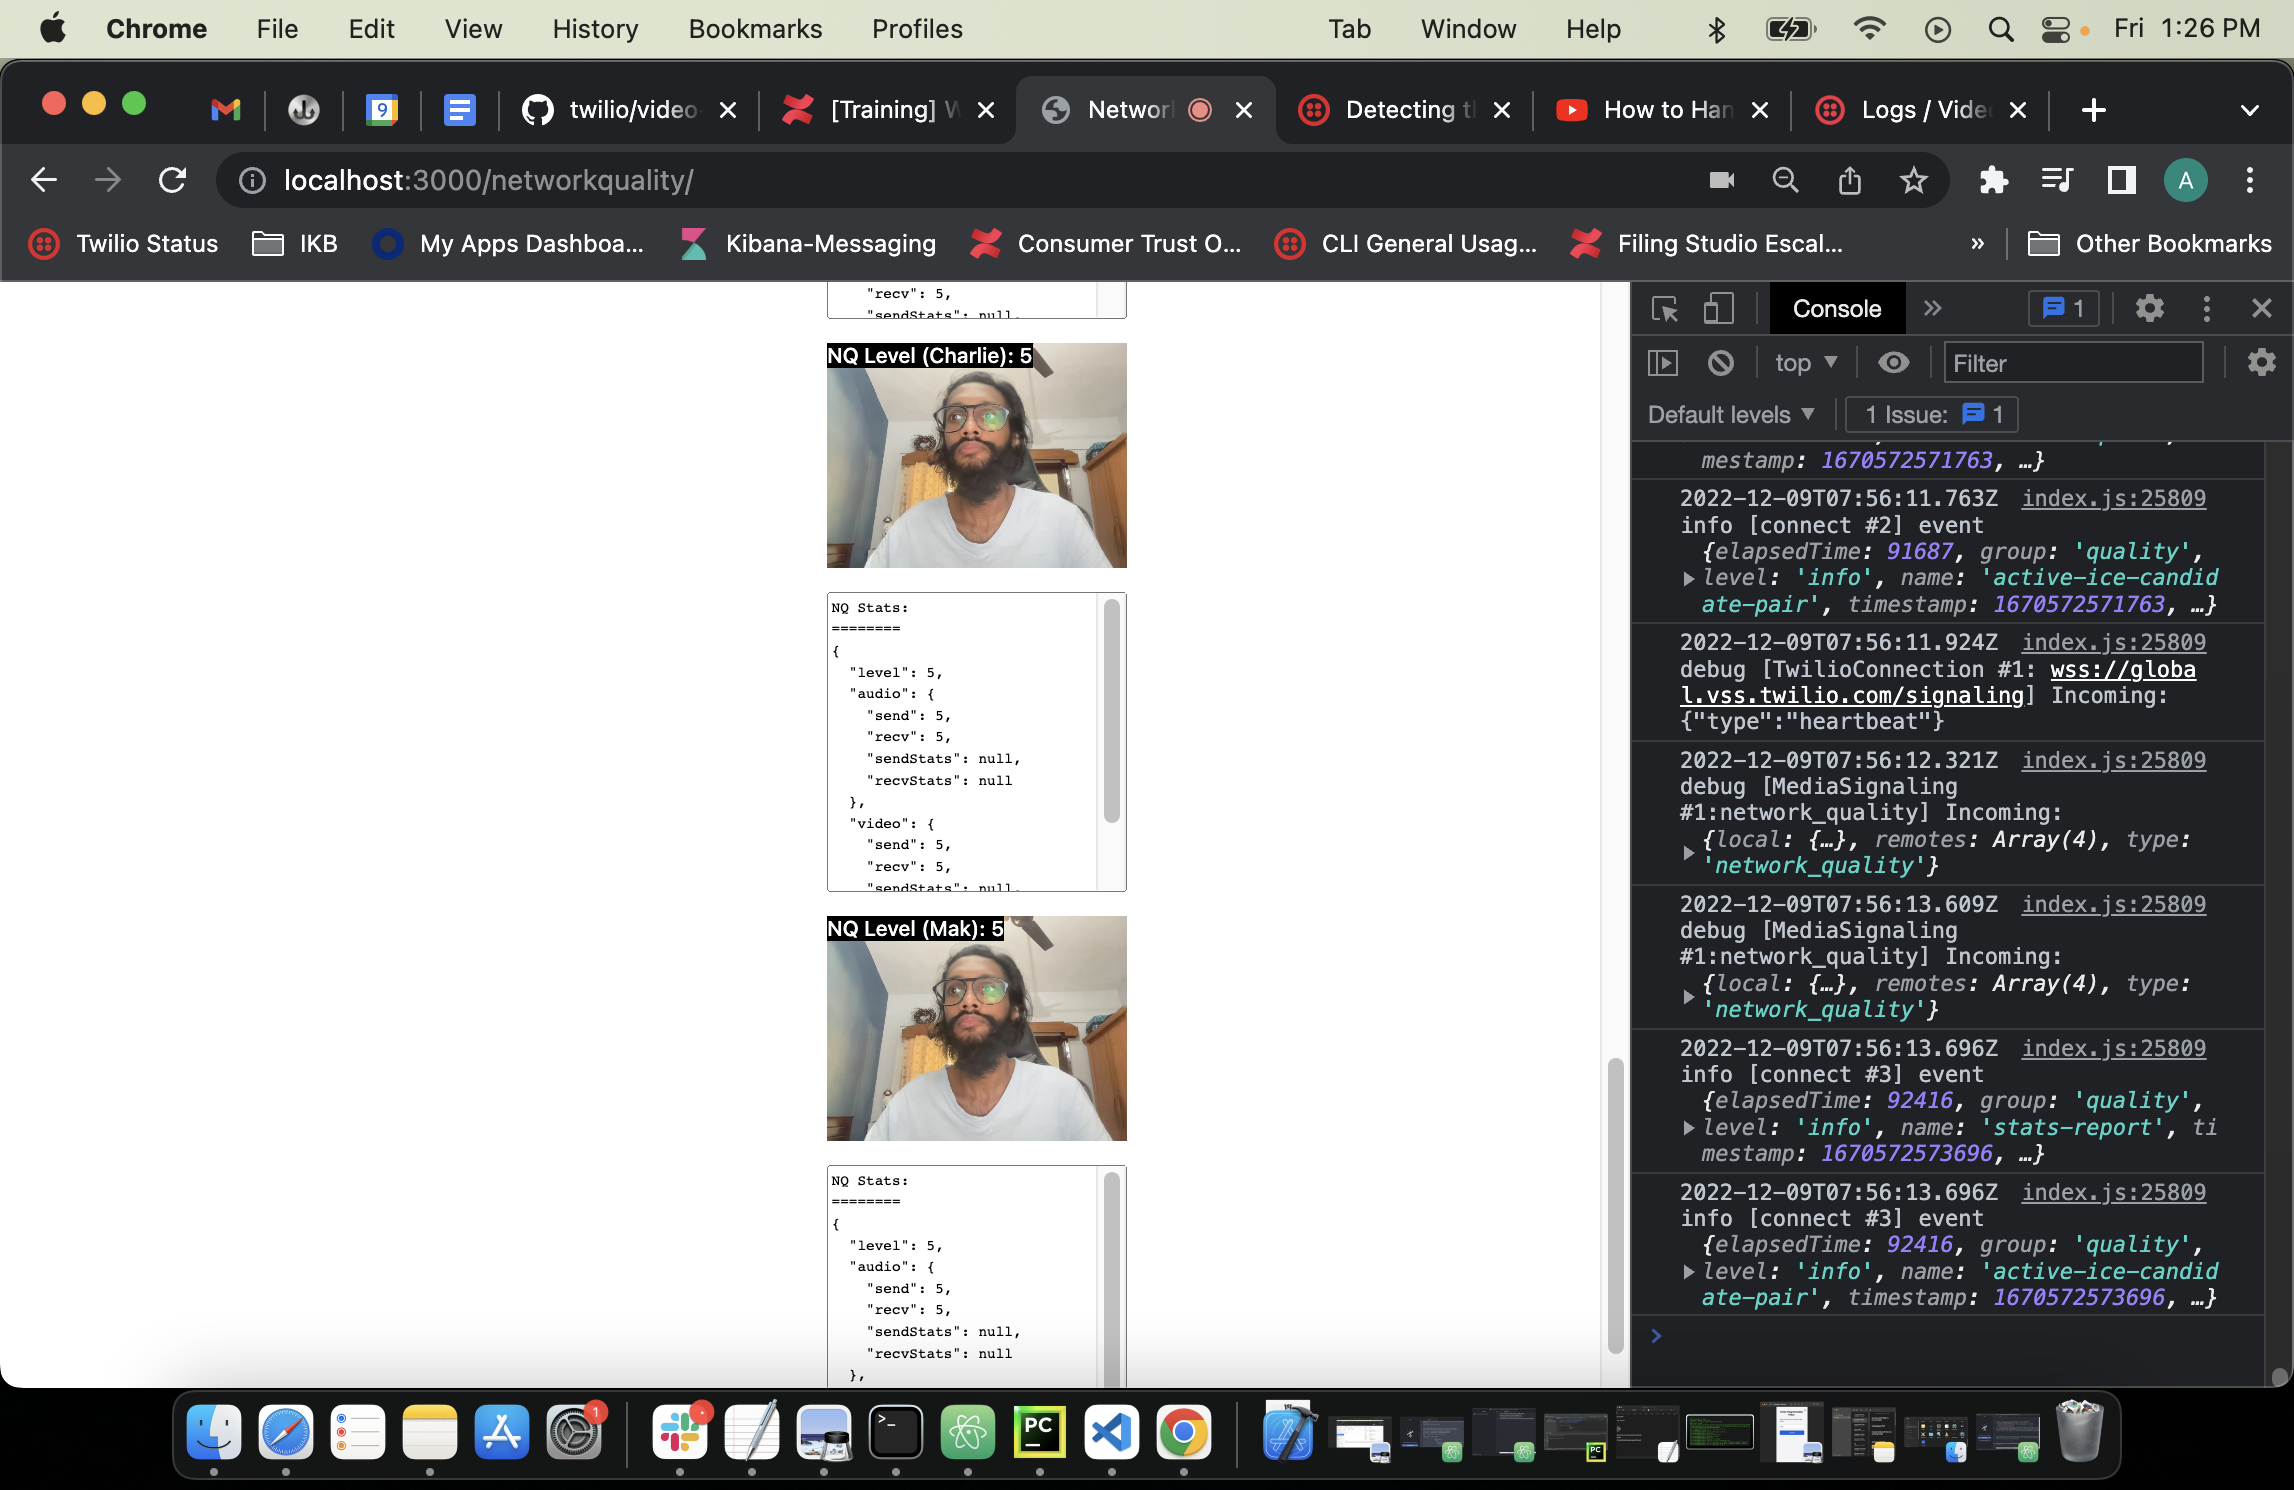 Chrome File Edit View History Bookmarks Profiles Tab Window Help Fri 1:26 PM
9 twilio/video- [Training] W Networ Detecting t How to Han Logs / Vide
localhost:3000/networkquality/ A
Twilio Status IKB My Apps Dashboa... Kibana-Messaging Consumer Trust O... CLI General Usag... Filing Studio Escal... » Other Bookmarks
"recv": 5,
"sendStats": null,
NQ Level (Charlie): 5
NQ Stats:
========
{
"level": 5,
"audio": {
"send": 5,
"recv": 5,
"sendStats": null,
"recvStats": null
},
"video": {
"send": 5,
"recv": 5,
"sendStats": null,
NQ Level (Mak): 5
NQ Stats:
========
{
"level": 5,
"audio": {
"send": 5,
"recv": 5,
"sendStats": null,
"recvStats": null
},
Console » 1
top Filter
Default levels 1 Issue: 1
mestamp: 1670572571763, …}
2022-12-09T07:56:11.763Z index.js:25809
info [connect #2] event
{elapsedTime: 91687, group: 'quality',
level: 'info', name: 'active-ice-candid
ate-pair', timestamp: 1670572571763, …}
2022-12-09T07:56:11.924Z index.js:25809
debug [TwilioConnection #1: wss://globa
l.vss.twilio.com/signaling] Incoming:
{"type":"heartbeat"}
2022-12-09T07:56:12.321Z index.js:25809
debug [MediaSignaling
#1:network_quality] Incoming:
{local: {…}, remotes: Array(4), type:
'network_quality'}
2022-12-09T07:56:13.609Z index.js:25809
debug [MediaSignaling
#1:network_quality] Incoming:
{local: {…}, remotes: Array(4), type:
'network_quality'}
2022-12-09T07:56:13.696Z index.js:25809
info [connect #3] event
{elapsedTime: 92416, group: 'quality',
level: 'info', name: 'stats-report', ti
mestamp: 1670572573696, …}
2022-12-09T07:56:13.696Z index.js:25809
info [connect #3] event
{elapsedTime: 92416, group: 'quality',
level: 'info', name: 'active-ice-candid
ate-pair', timestamp: 1670572573696, …}
1 >_ PC